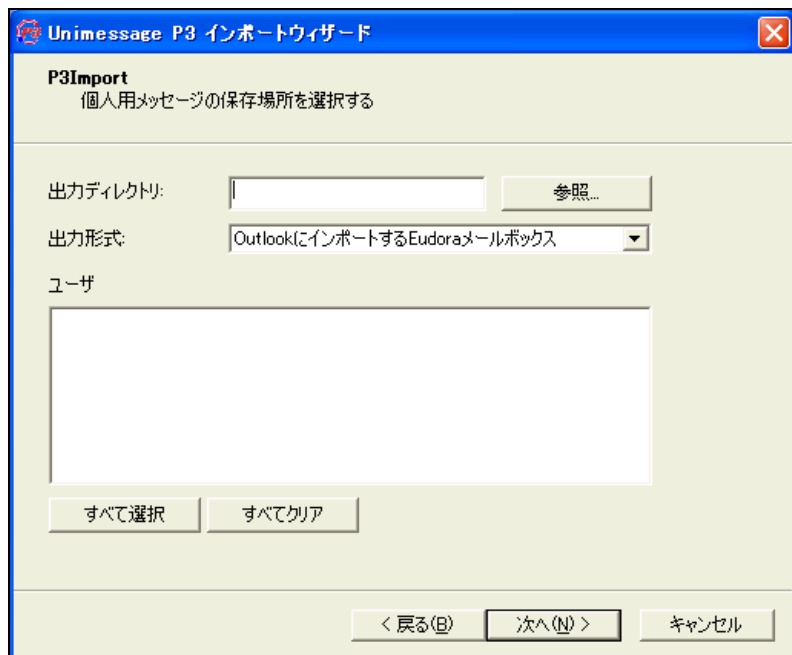 Unimessage P3 インポートウィザード
P3Import
個人用メッセージの保存場所を選択する
出力ディレクトリ:
参照...
出力形式:
OutlookにインポートするEudoraメールボックス
ユーザ
すべて選択
すべてクリア
< 戻る(B)
次へ(N) >
キャンセル